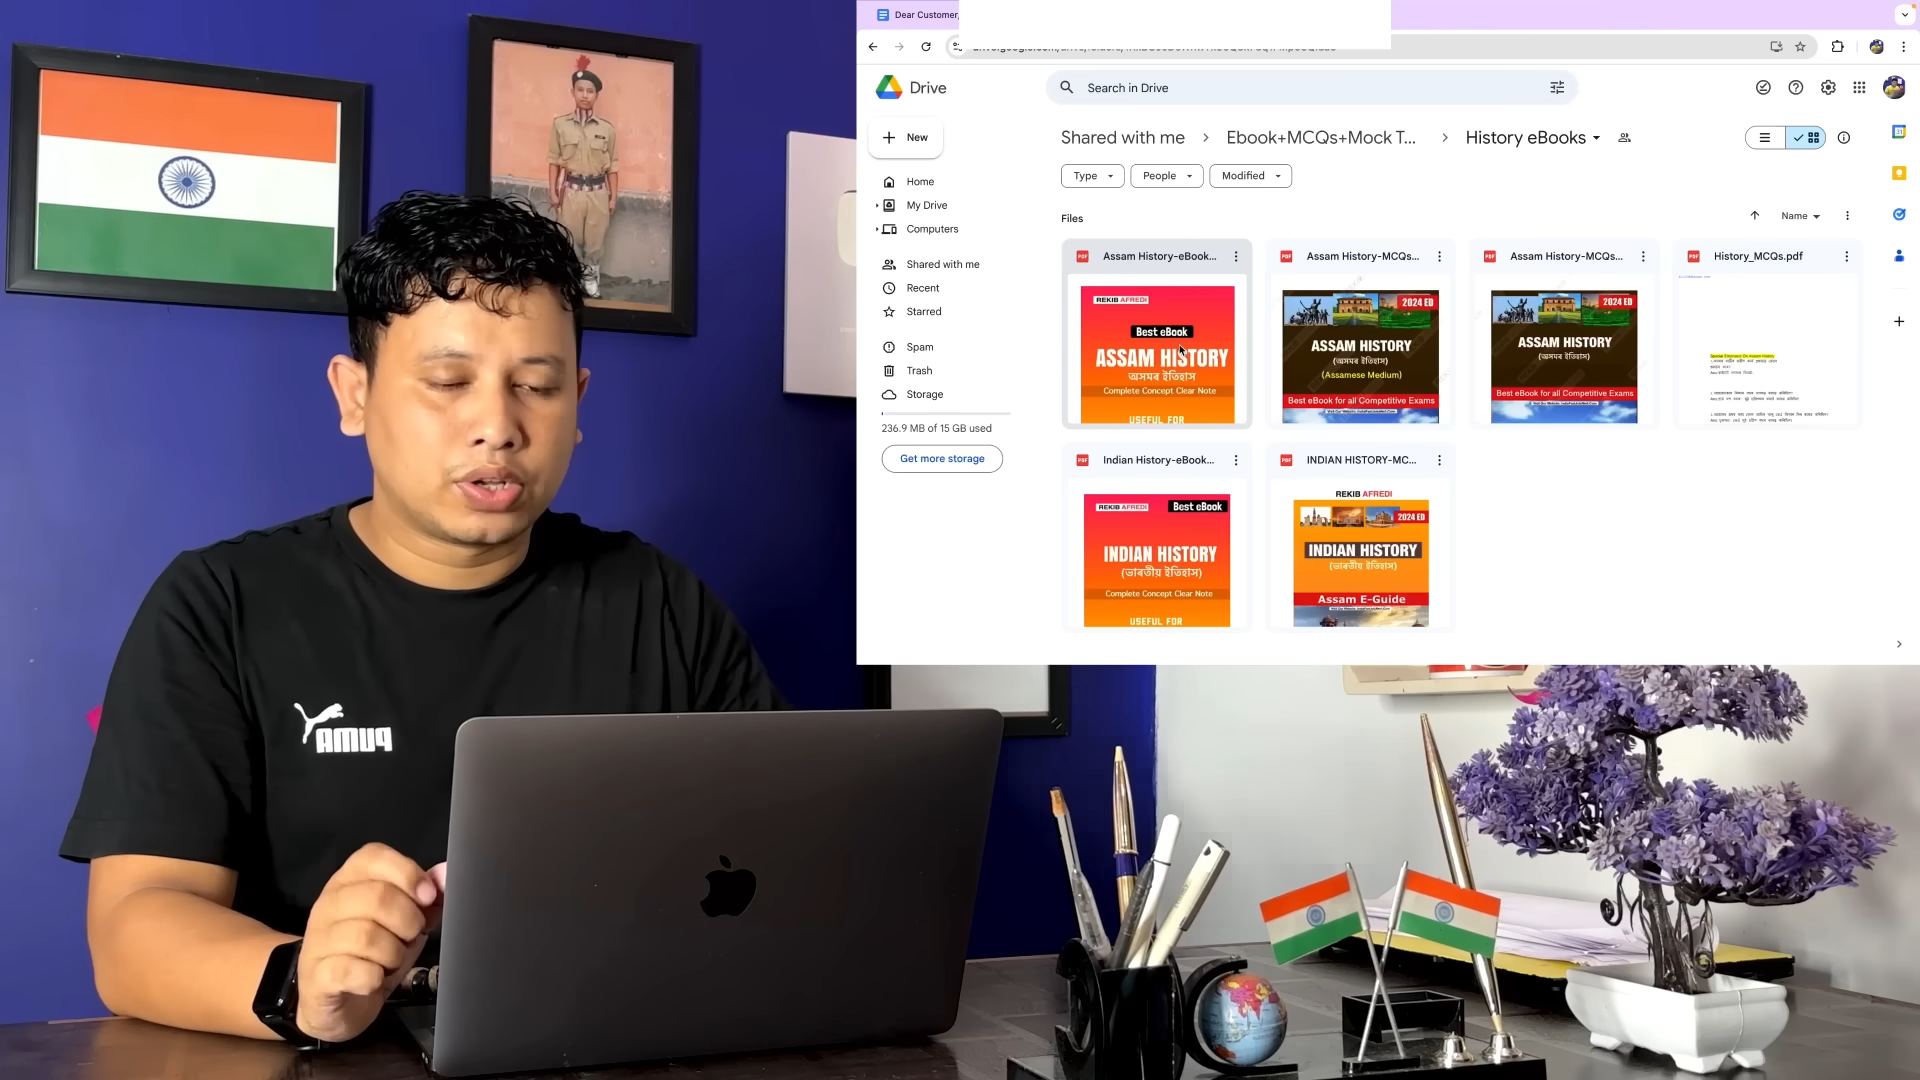 Dear Customer,
Drive
Search in Drive
New
Home
My Drive
Computers
Shared with me
Recent
Starred
Spam
Trash
Storage
236.9 MB of 15 GB used
Get more storage
Shared with me
Ebook+MCQs+Mock T...
History eBooks
Type
People
Modified
Files
Name
Assam History-eBook...
REKIB AFREDI
Best eBook
ASSAM HISTORY
অসমৰ ইতিহাস
Complete Concept Clear Note
USEFUL FOR
Assam History-MCQs...
2024 ED
ASSAM HISTORY
(অসমৰ ইতিহাস)
(Assamese Medium)
Best eBook for all Competitive Exams
Assam History-MCQs...
2024 ED
ASSAM HISTORY
(অসমৰ ইতিহাস)
Best eBook for all Competitive Exams
History_MCQs.pdf
Indian History-eBook...
REKIB AFREDI
Best eBook
INDIAN HISTORY
(ভাৰতীয় ইতিহাস)
Complete Concept Clear Note
USEFUL FOR
INDIAN HISTORY-MC...
REKIB AFREDI
2024 ED
INDIAN HISTORY
(ভাৰতীয় ইতিহাস)
Assam E-Guide
PUMA